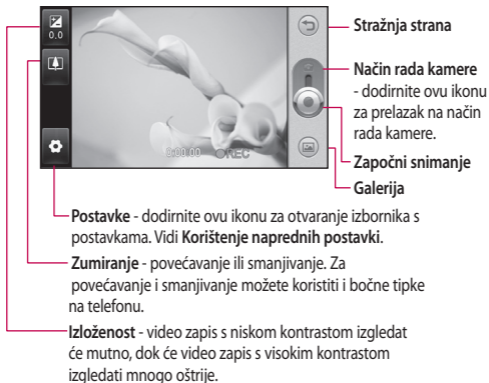 0.0
0:00:00 REC
Stražnja strana
Način rada kamere
- dodirnite ovu ikonu
za prelazak na način
rada kamere.
Započni snimanje
Galerija
Postavke - dodirnite ovu ikonu za otvaranje izbornika s
postavkama. Vidi Korištenje naprednih postavki.
Zumiranje - povećavanje ili smanjivanje. Za
povećavanje i smanjivanje možete koristiti i bočne tipke
na telefonu.
Izloženost - video zapis s niskom kontrastom izgledat
će mutno, dok će video zapis s visokim kontrastom
izgledati mnogo oštrije.